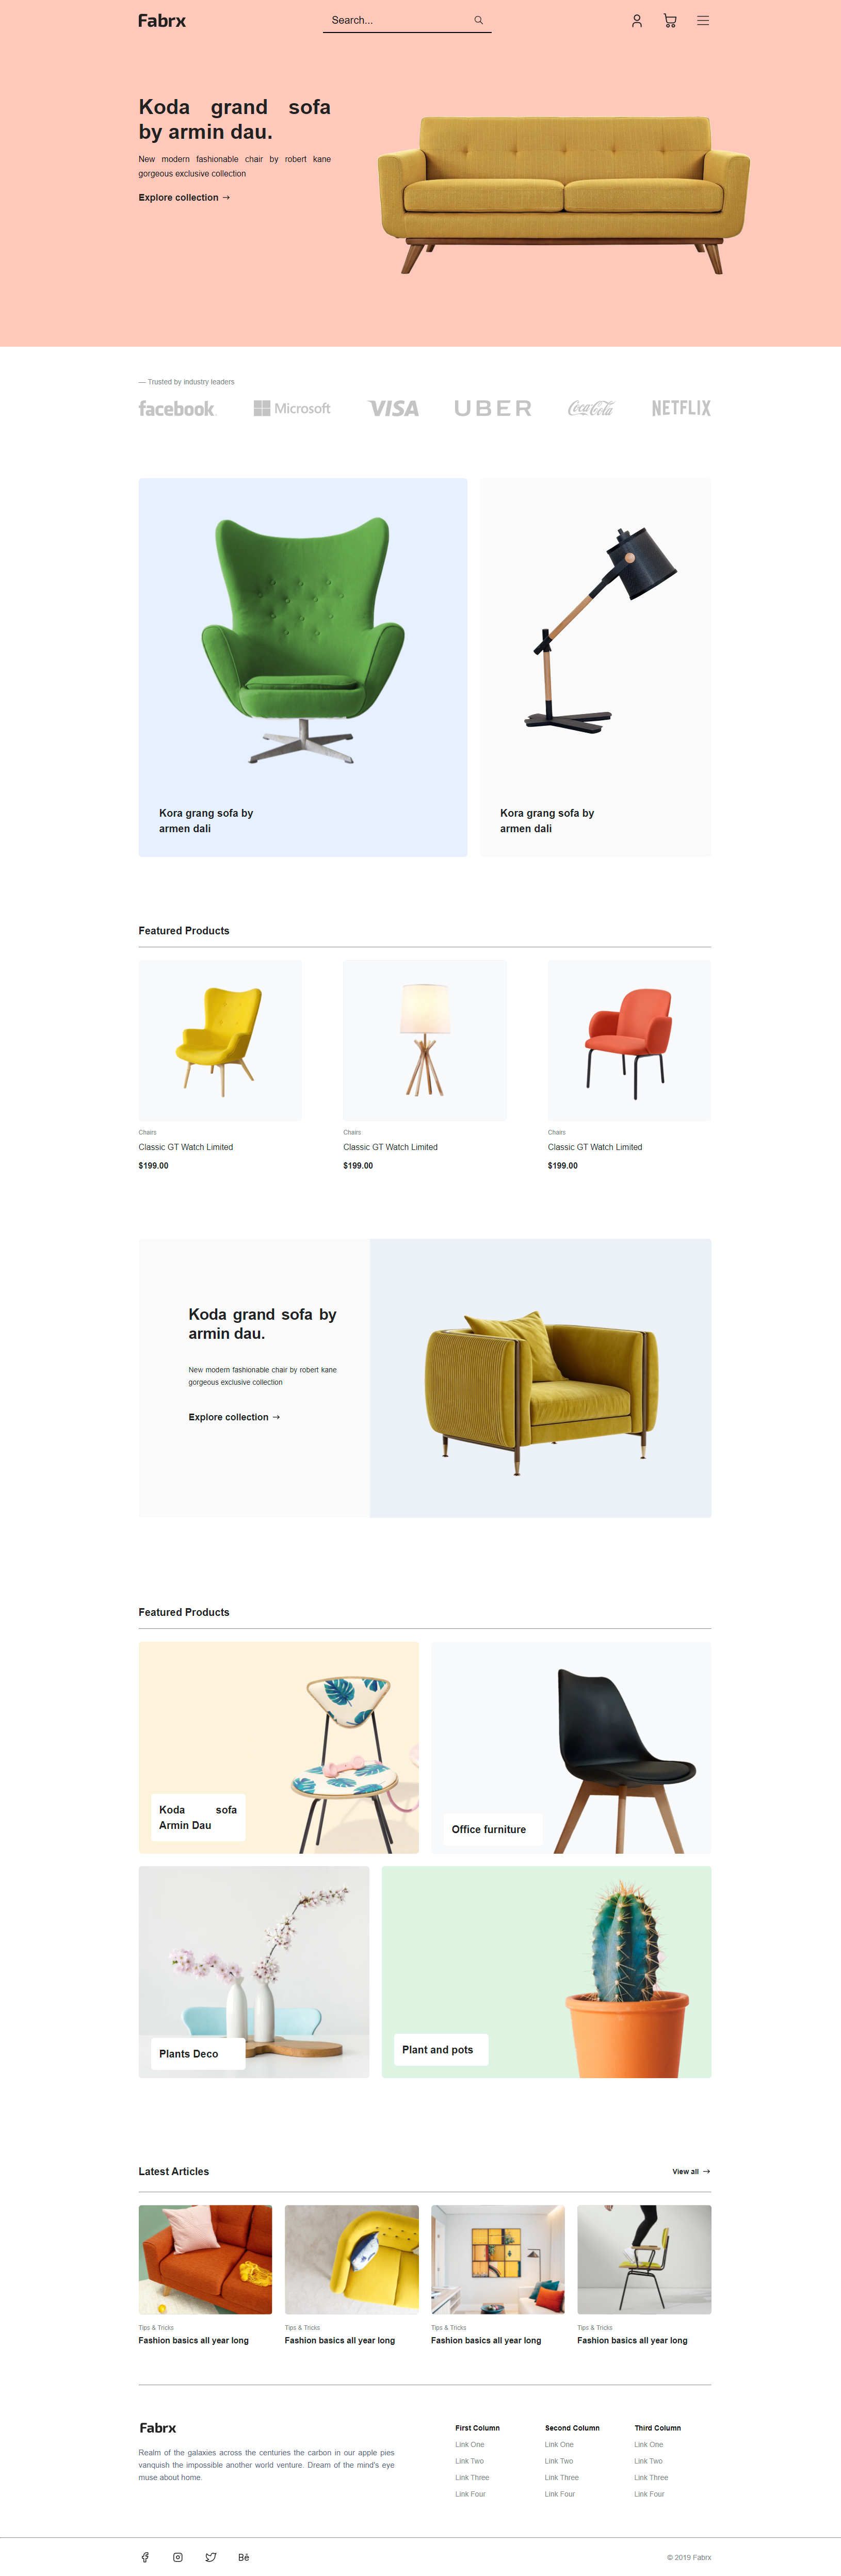 Fabrx
Search...
Koda grand sofa
by armin dau.
New modern fashionable chair by robert kane
gorgeous exclusive collection
Explore collection →
— Trusted by industry leaders
facebook
Microsoft
VISA
UBER
Coca-Cola
NETFLIX
Kora grang sofa by
armen dali
Kora grang sofa by
armen dali
Featured Products
Chairs
Classic GT Watch Limited
$199.00
Chairs
Classic GT Watch Limited
$199.00
Chairs
Classic GT Watch Limited
$199.00
Koda grand sofa by
armin dau.
New modern fashionable chair by robert kane
gorgeous exclusive collection
Explore collection →
Featured Products
Koda sofa
Armin Dau
Office furniture
Plants Deco
Plant and pots
Latest Articles
View all →
Tips & Tricks
Fashion basics all year long
Tips & Tricks
Fashion basics all year long
Tips & Tricks
Fashion basics all year long
Tips & Tricks
Fashion basics all year long
Fabrx
Realm of the galaxies across the centuries the carbon in our apple pies
vanquish the impossible another world venture. Dream of the mind's eye
muse about home.
First Column
Link One
Link Two
Link Three
Link Four
Second Column
Link One
Link Two
Link Three
Link Four
Third Column
Link One
Link Two
Link Three
Link Four
Bē
© 2019 Fabrx